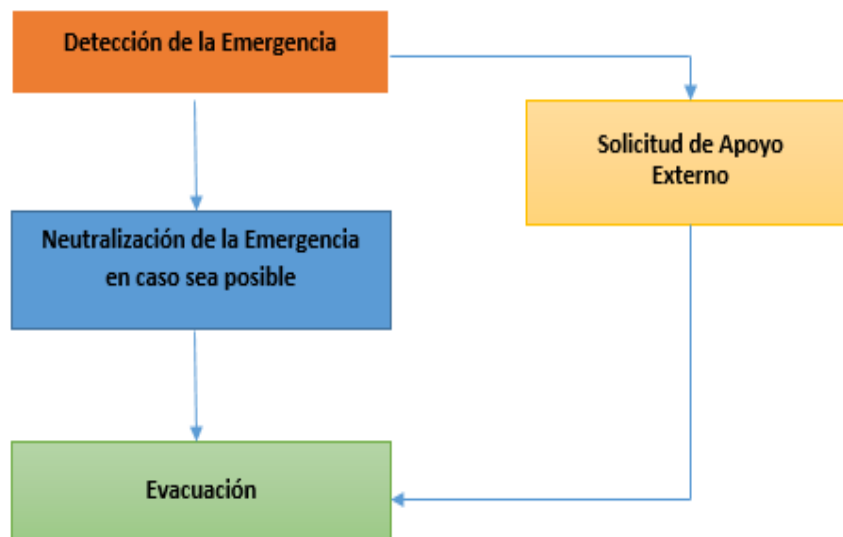 Detección de la Emergencia
Solicitud de Apoyo
Externo
Neutralización de la Emergencia
en caso sea posible
Evacuación